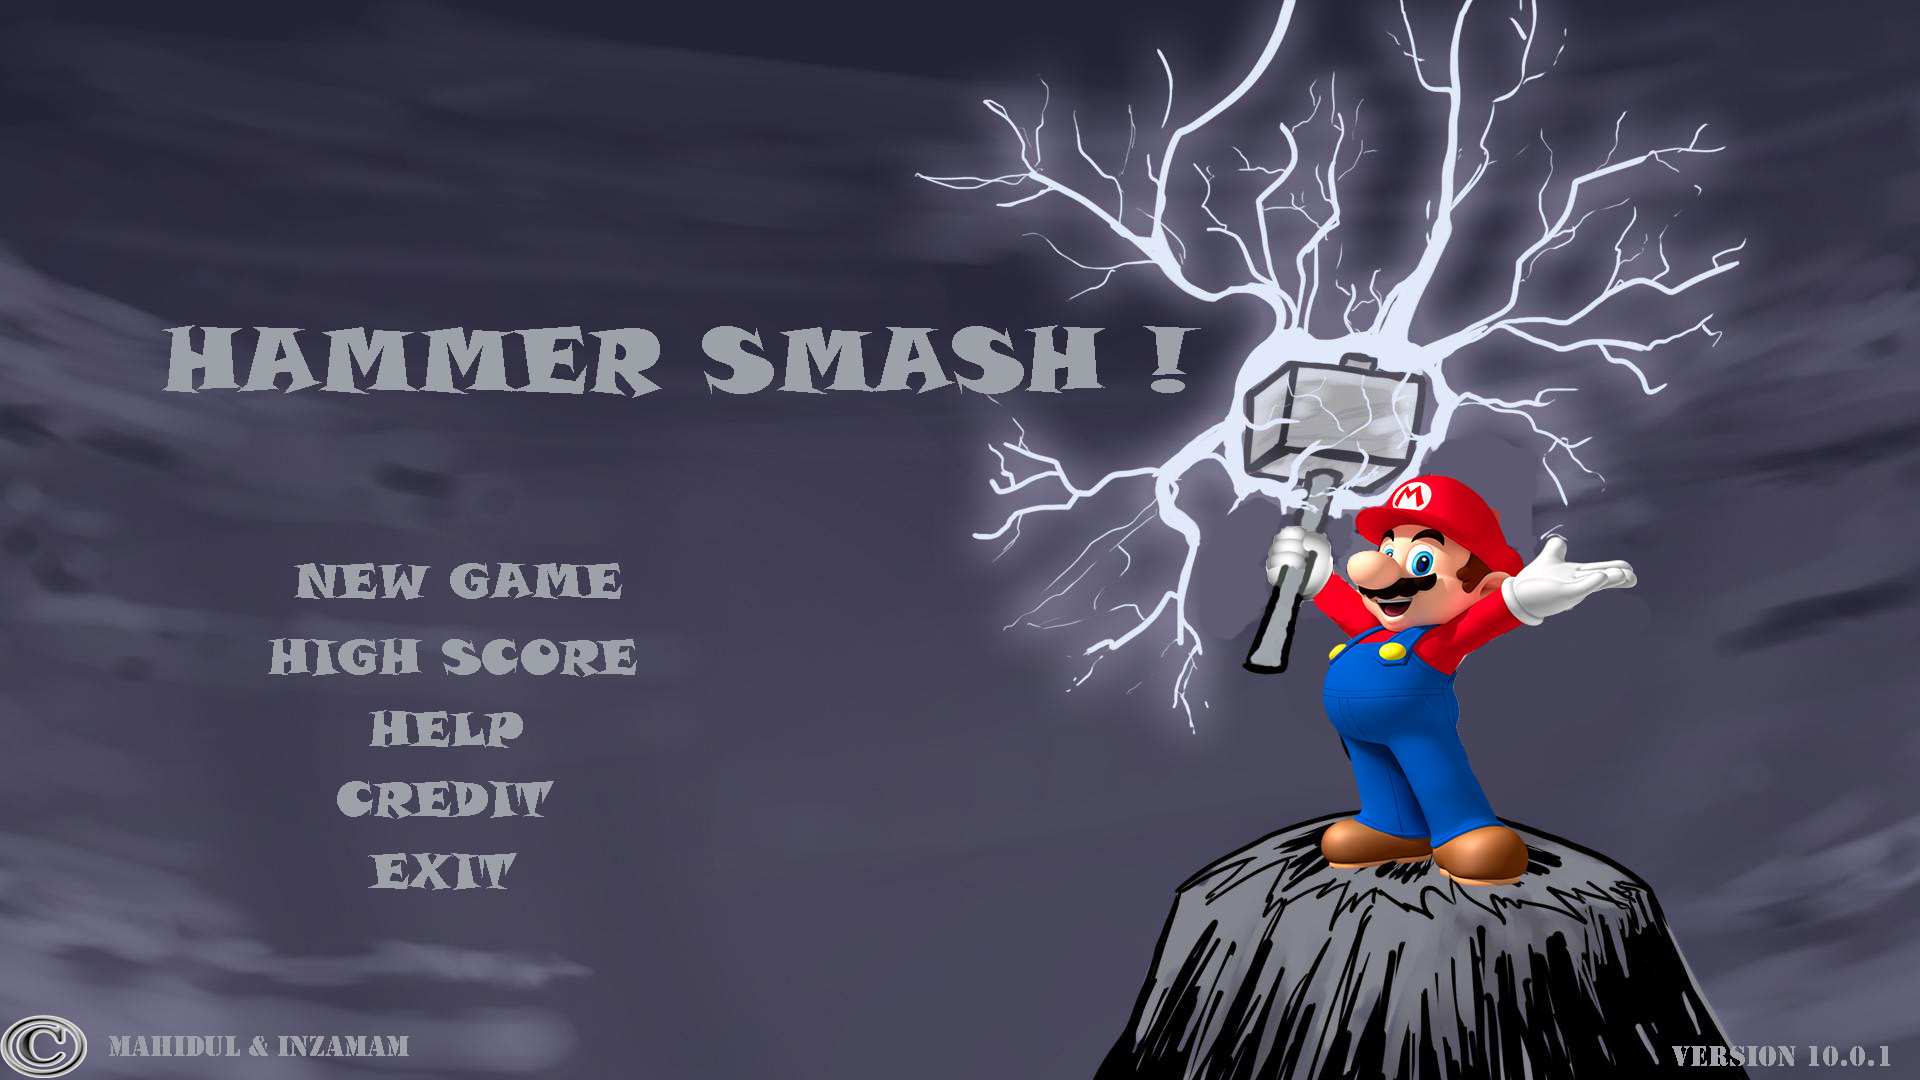 HAMMER SMASH !
NEW GAME
HIGH SCORE
HELP
CREDIT
EXIT
M
© MAHIDUL & INZAMAM
VERSION 10.0.1